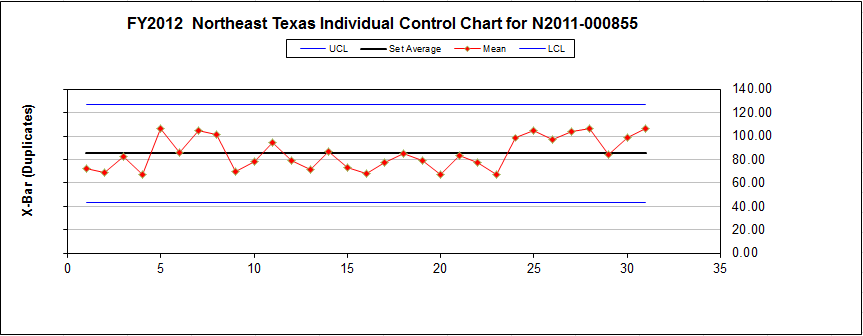 FY2012  Northeast Texas Individual Control Chart for N2011-000855
UCL Set Average Mean LCL
X-Bar (Duplicates)
140.00
120.00
100.00
80.00
60.00
40.00
20.00
0.00
0 5 10 15 20 25 30 35